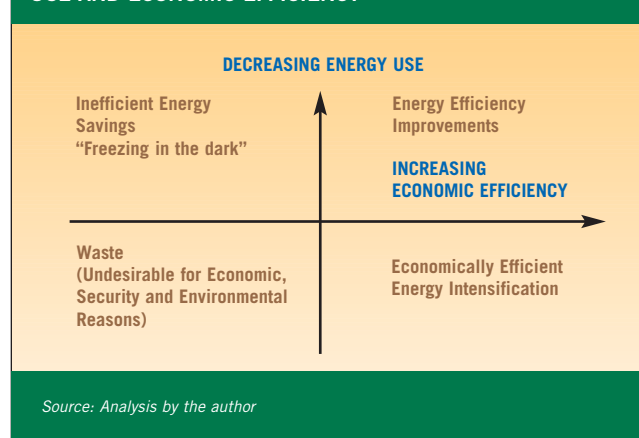 DECREASING ENERGY USE
Inefficient Energy
Savings
“Freezing in the dark”
Energy Efficiency
Improvements
INCREASING
ECONOMIC EFFICIENCY
Waste
(Undesirable for Economic,
Security and Environmental
Reasons)
Economically Efficient
Energy Intensification
Source: Analysis by the author